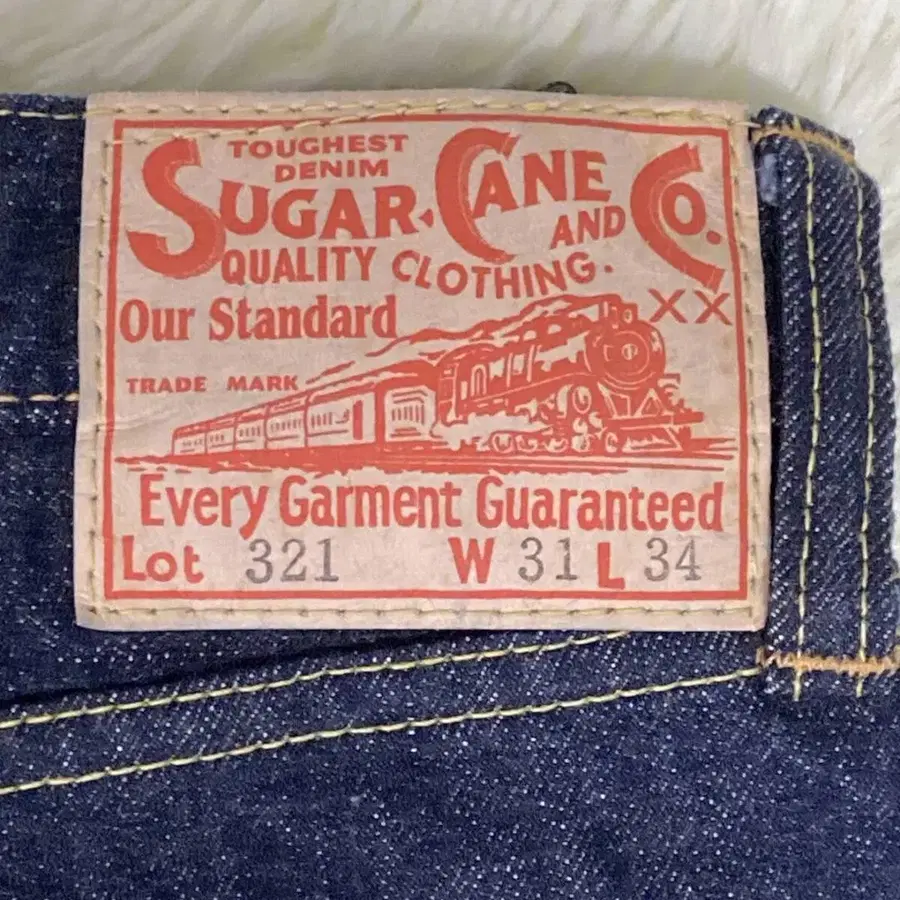 TOUGHEST
DENIM
SUGAR CANE CO.
AND
QUALITY CLOTHING.
Our Standard
XX
TRADE MARK
Every Garment Guaranteed
Lot 321 W 31 L 34